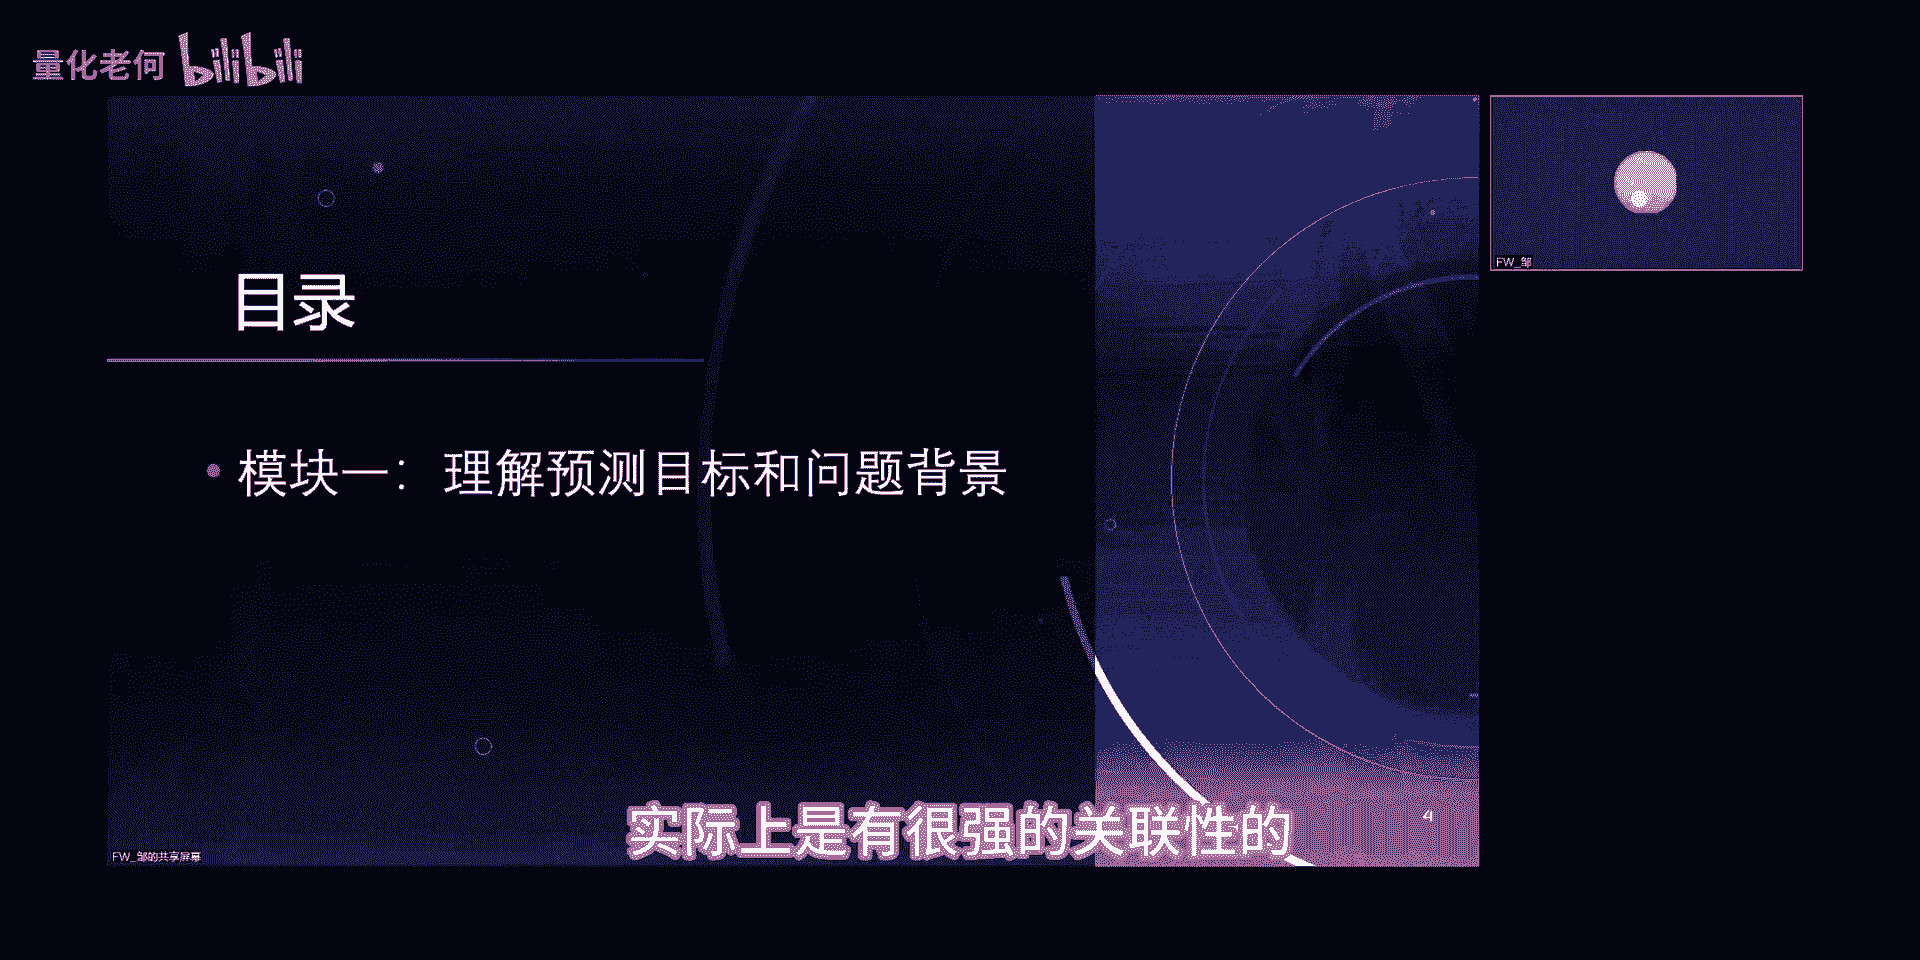 量化老何 bilibili
FW_邹
目录
模块一：理解预测目标和问题背景
实际上是有很强的关联性的
4
FW_邹的共享屏幕